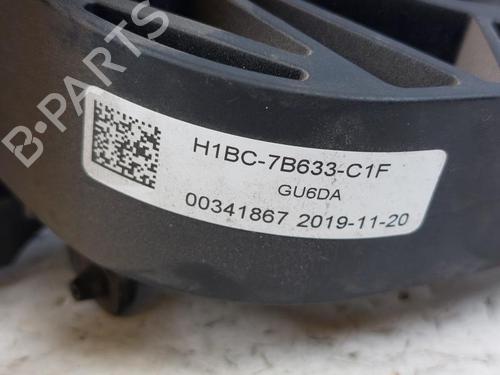 B-PARTS
H1BC-7B633-C1F
GU6DA
00341867 2019-11-20